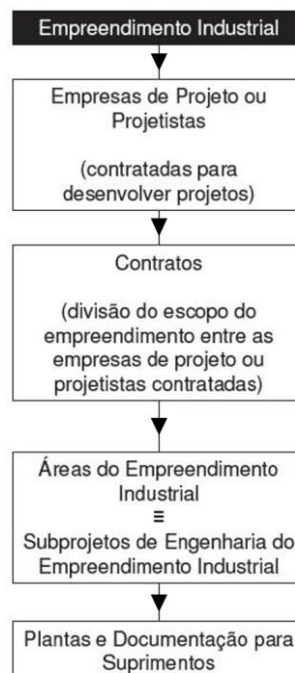 Empreendimento Industrial
Empresas de Projeto ou
Projetistas
(contratadas para
desenvolver projetos)
Contratos
(divisão do escopo do
empreendimento entre as
empresas de projeto ou
projetistas contratadas)
Áreas do Empreendimento
Industrial
≡
Subprojetos de Engenharia do
Empreendimento Industrial
Plantas e Documentação para
Suprimentos